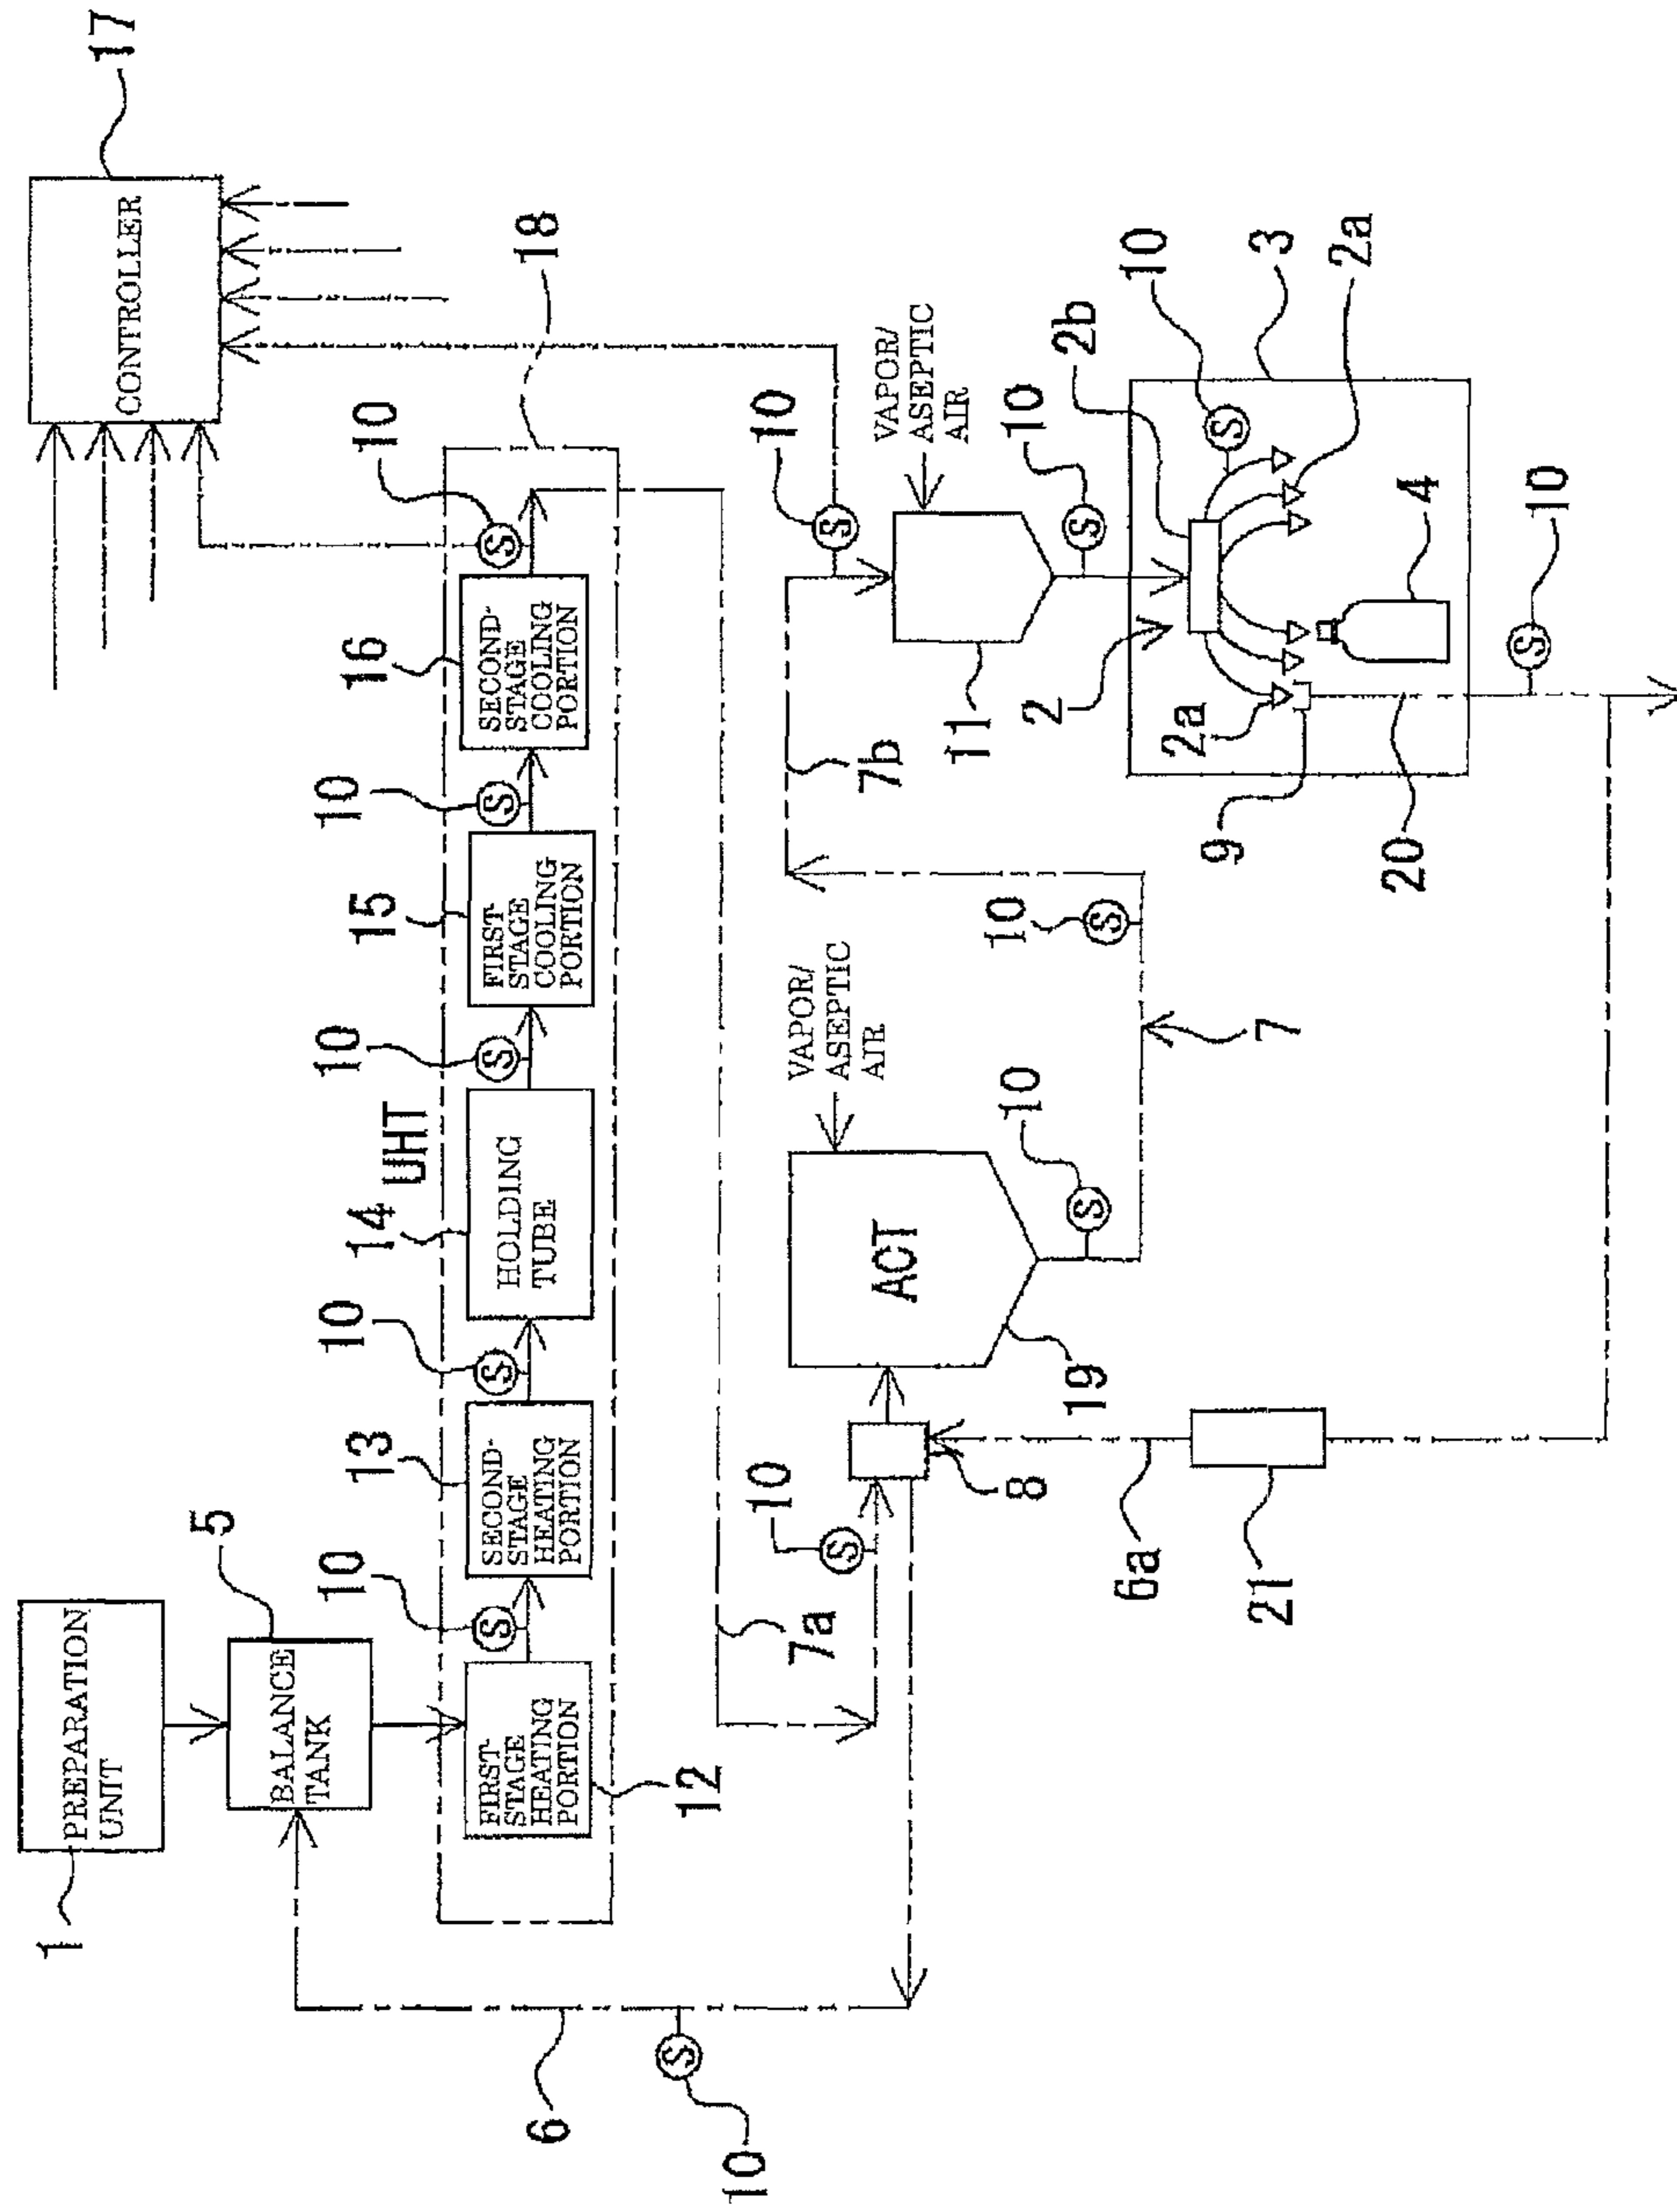 17
CONTROLLER
18
10
16
SECOND-
STAGE
COOLING
PORTION
10
15
FIRST-
STAGE
COOLING
PORTION
10
UHT
14
HOLDING
TUBE
10
13
SECOND-
STAGE
HEATING
PORTION
10
12
FIRST-
STAGE
HEATING
PORTION
5
BALANCE
TANK
1
PREPARATION
UNIT
6
10
7a
10
8
6a
21
19
ACT
VAPOR/
ASEPTIC
AIR
10
7
10
7b
10
11
VAPOR/
ASEPTIC
AIR
10
2
2b
10
3
2a
4
2a
9
20
10
S
S
S
S
S
S
S
S
S
S
S
S
S
S